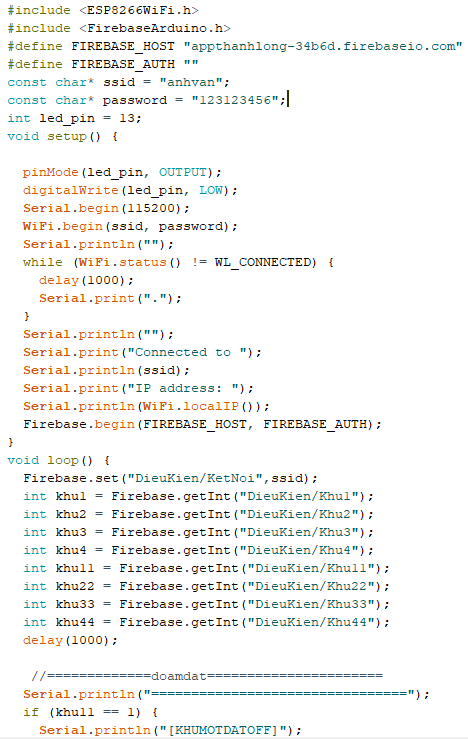 #include <ESP8266WiFi.h>
#include <FirebaseArduino.h>
#define FIREBASE_HOST "appthanhlong-34b6d.firebaseio.com"
#define FIREBASE_AUTH ""
const char* ssid = "anhvan";
const char* password = "123123456";
int led_pin = 13;
void setup() {
pinMode(led_pin, OUTPUT);
digitalWrite(led_pin, LOW);
Serial.begin(115200);
WiFi.begin(ssid, password);
Serial.println("");
while (WiFi.status() != WL_CONNECTED) {
delay(1000);
Serial.print(".");
}
Serial.println("");
Serial.print("Connected to ");
Serial.println(ssid);
Serial.print("IP address: ");
Serial.println(WiFi.localIP());
Firebase.begin(FIREBASE_HOST, FIREBASE_AUTH);
}
void loop() {
Firebase.set("DieuKien/KetNoi",ssid);
int khu1 = Firebase.getInt("DieuKien/Khu1");
int khu2 = Firebase.getInt("DieuKien/Khu2");
int khu3 = Firebase.getInt("DieuKien/Khu3");
int khu4 = Firebase.getInt("DieuKien/Khu4");
int khu11 = Firebase.getInt("DieuKien/Khu11");
int khu22 = Firebase.getInt("DieuKien/Khu22");
int khu33 = Firebase.getInt("DieuKien/Khu33");
int khu44 = Firebase.getInt("DieuKien/Khu44");
delay(1000);
//=============doamdat======================
Serial.println("================================");
if (khu11 == 1) {
Serial.println("[KHUMOTDATOFF]");